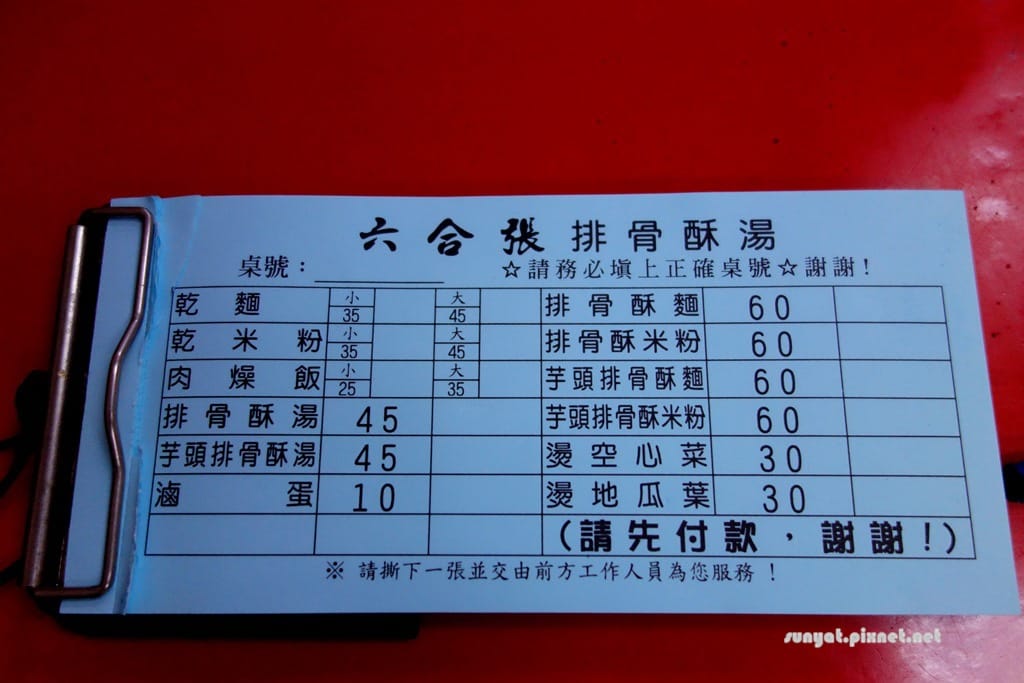 六合張排骨酥湯
桌號：　　☆請務必填上正確桌號☆謝謝！
乾麵 小 35 大 45 排骨酥麵 60
乾米粉 小 35 大 45 排骨酥米粉 60
肉燥飯 小 25 大 35 芋頭排骨酥麵 60
排骨酥湯 45 芋頭排骨酥米粉 60
芋頭排骨酥湯 45 燙空心菜 30
滷蛋 10 燙地瓜葉 30
（請先付款，謝謝！）
※ 請撕下一張並交由前方工作人員為您服務！
sunyat.pixnet.net